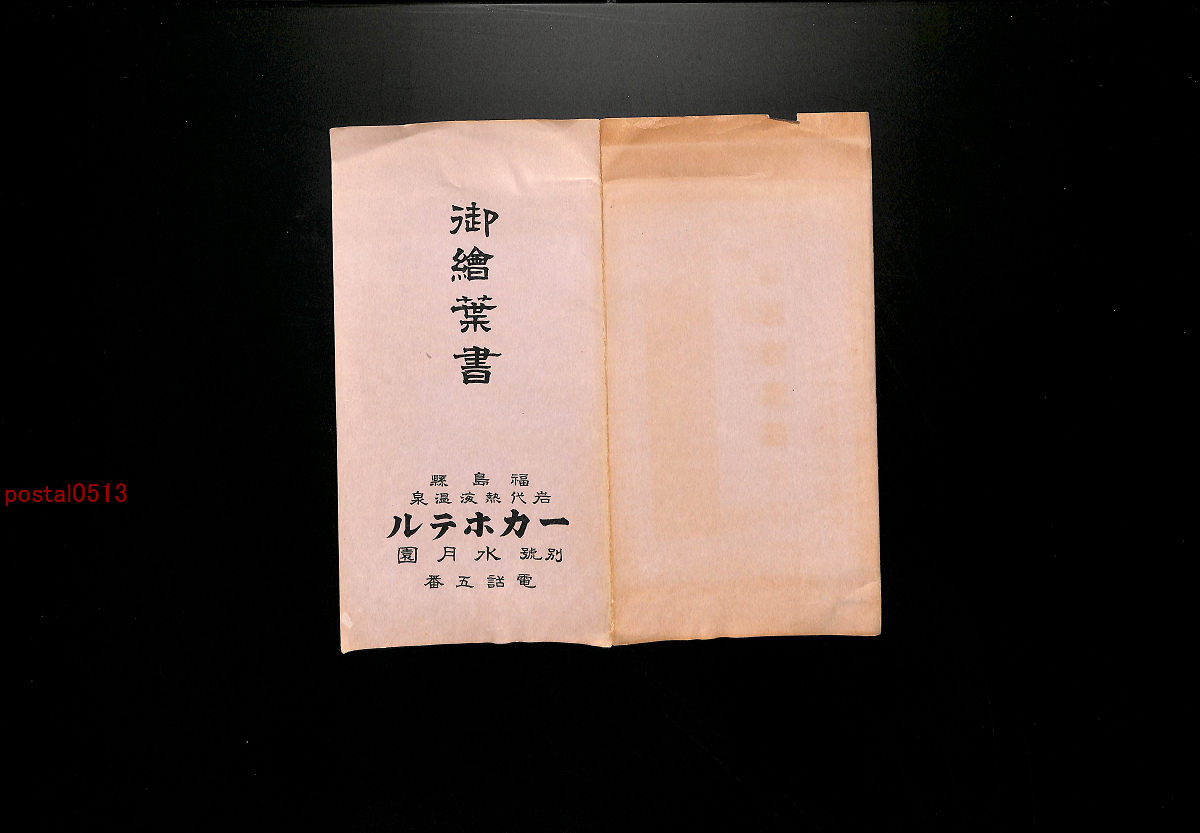 御繪葉書
福島縣
岩代熱海温泉
一力ホテル
別號 水月園
電話五番
postal0513